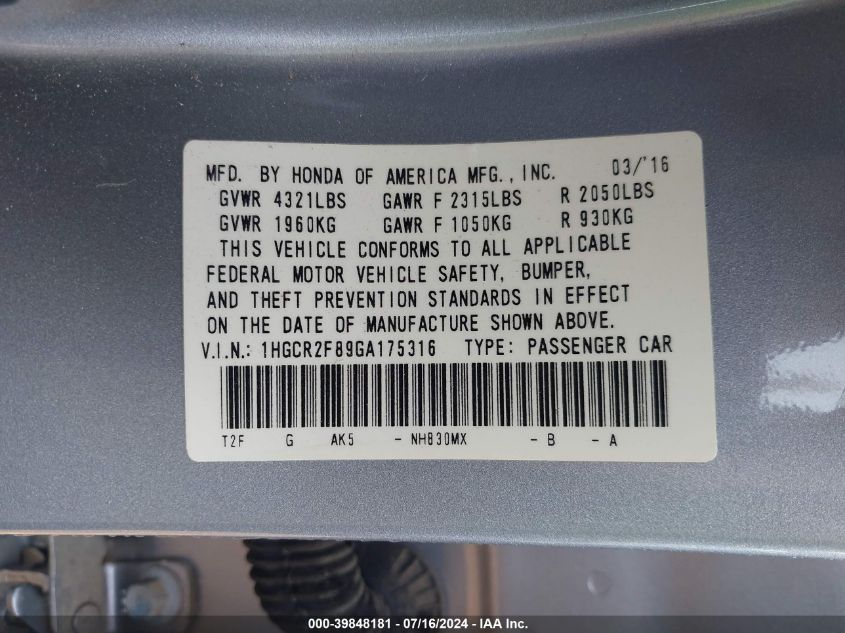 MFD. BY HONDA OF AMERICA MFG., INC. 03/'16
GVWR 4321LBS GAWR F 2315LBS R 2050LBS
GVWR 1960KG GAWR F 1050KG R 930KG
THIS VEHICLE CONFORMS TO ALL APPLICABLE
FEDERAL MOTOR VEHICLE SAFETY, BUMPER,
AND THEFT PREVENTION STANDARDS IN EFFECT
ON THE DATE OF MANUFACTURE SHOWN ABOVE.
V.I.N.: 1HGCR2F89GA175316 TYPE: PASSENGER CAR
T2F G AK5 - NH830MX - B - A
000-39848181 - 07/16/2024 - IAA Inc.